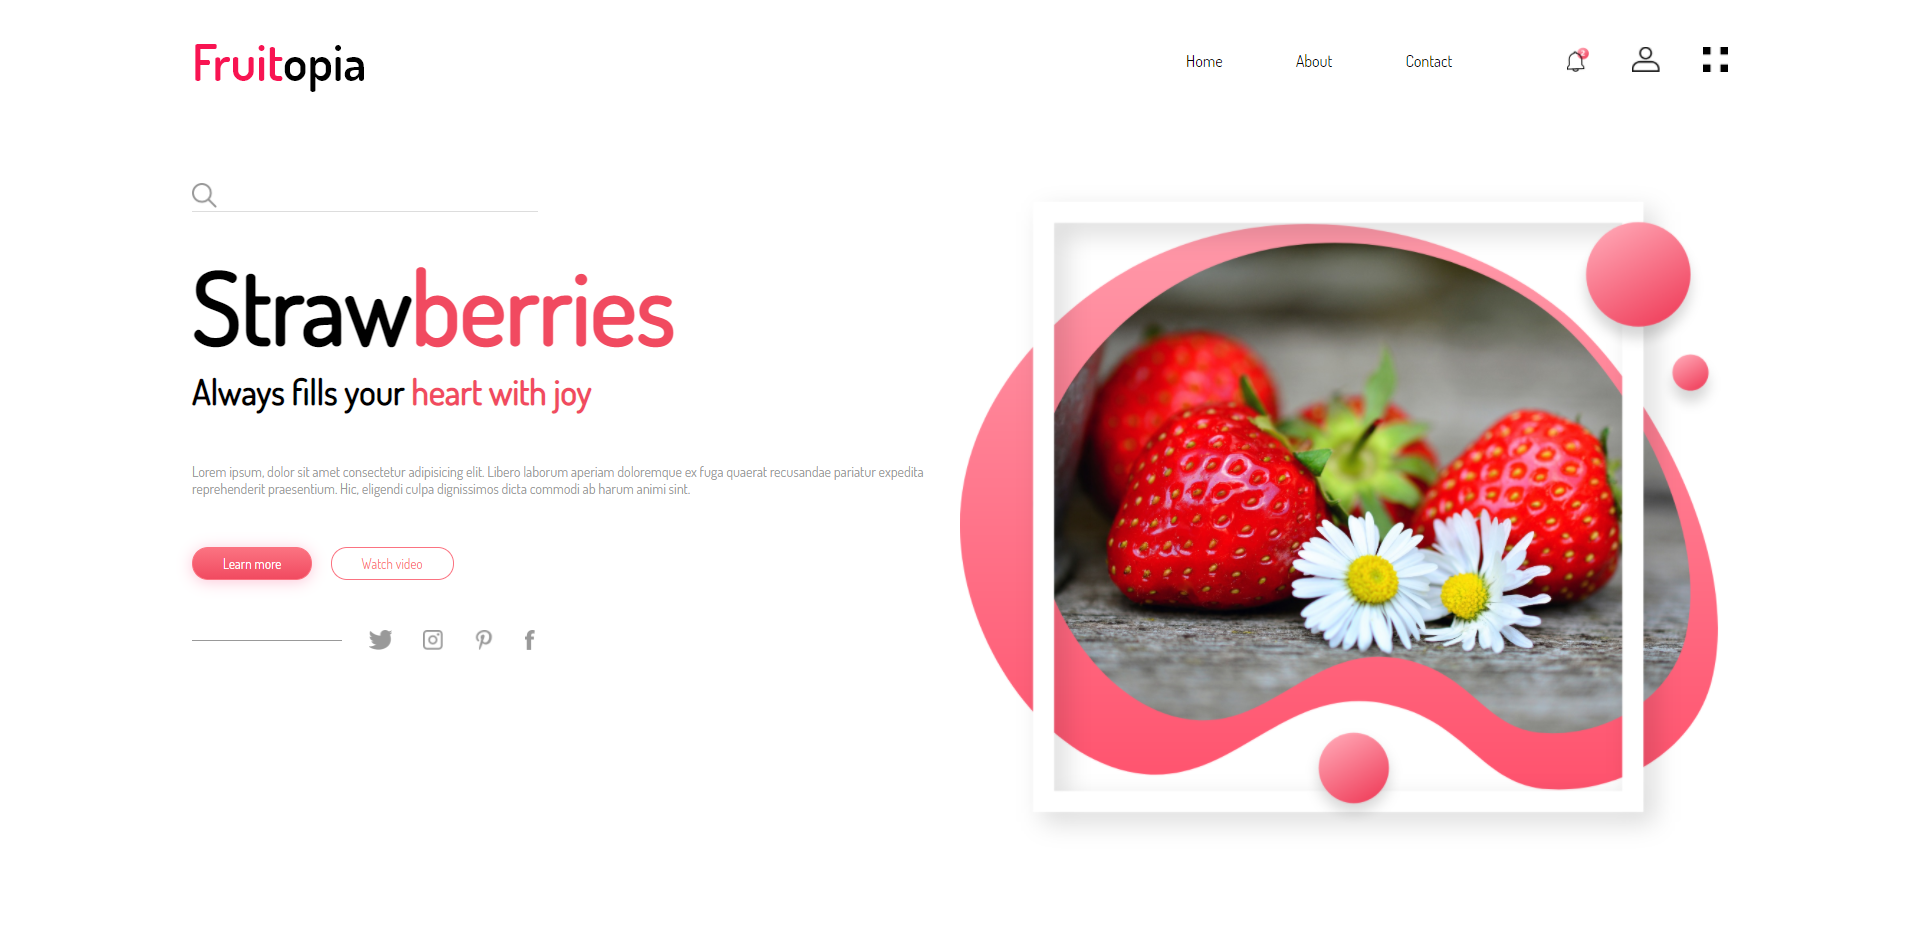 Fruitopia
Home About Contact
Strawberries
Always fills your heart with joy
Lorem ipsum, dolor sit amet consectetur adipisicing elit. Libero laborum aperiam doloremque ex fuga quaerat recusandae pariatur expedita
reprehenderit praesentium. Hic, eligendi culpa dignissimos dicta commodi ab harum animi sint.
Learn more Watch video